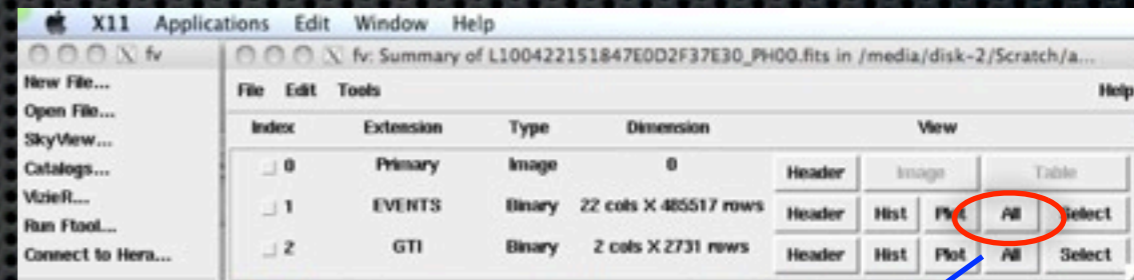 X11 Applications Edit Window Help
fv
fv: Summary of L100422151847E0D2F37E30_PH00.fits in /media/disk-2/Scratch/a...
New File...
Open File...
SkyView...
Catalogs...
VizieR...
Run Ftool...
Connect to Hera...
File Edit Tools Help
Index Extension Type Dimension View
0 Primary Image 0 Header Image Table
1 EVENTS Binary 22 cols X 485517 rows Header Hist Plot All Select
2 GTI Binary 2 cols X 2731 rows Header Hist Plot All Select